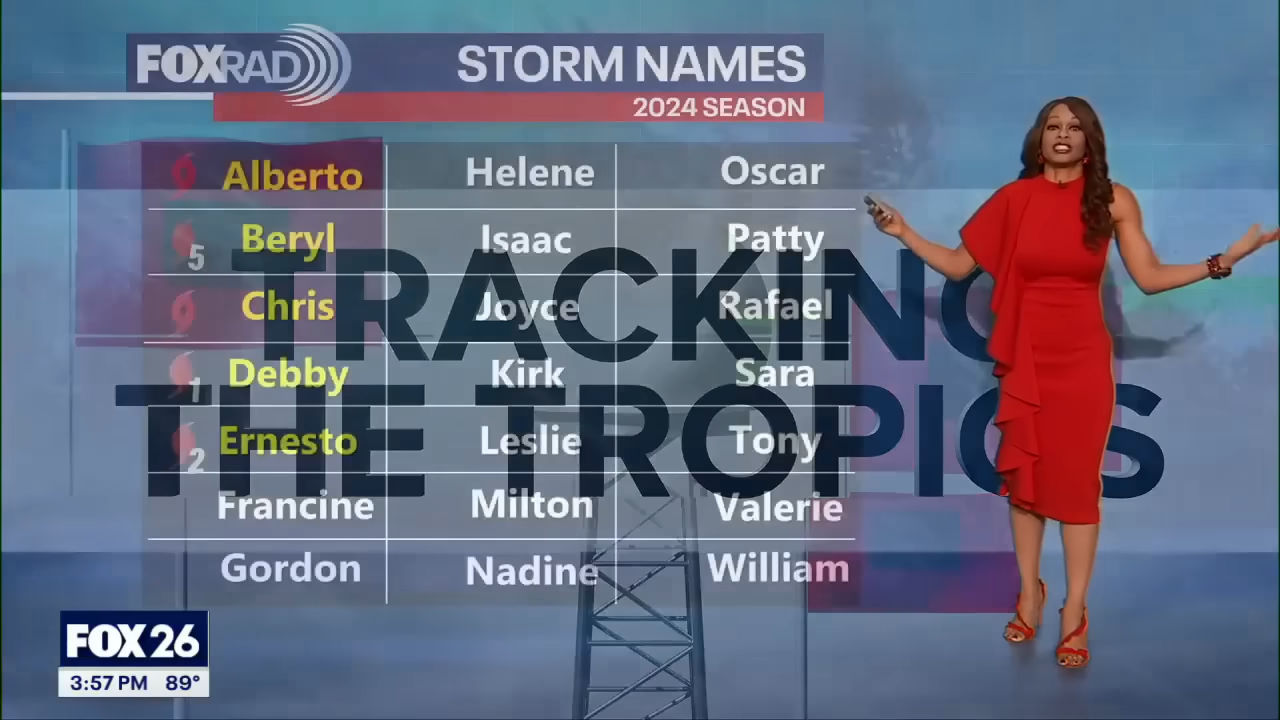 FOXRAD
STORM NAMES
2024 SEASON
Alberto Helene Oscar
5 Beryl Isaac Patty
Chris Joyce Rafael
1 Debby Kirk Sara
2 Ernesto Leslie Tony
Francine Milton Valerie
Gordon Nadine William
TRACKING
THE TROPICS
FOX 26
3:57 PM 89°